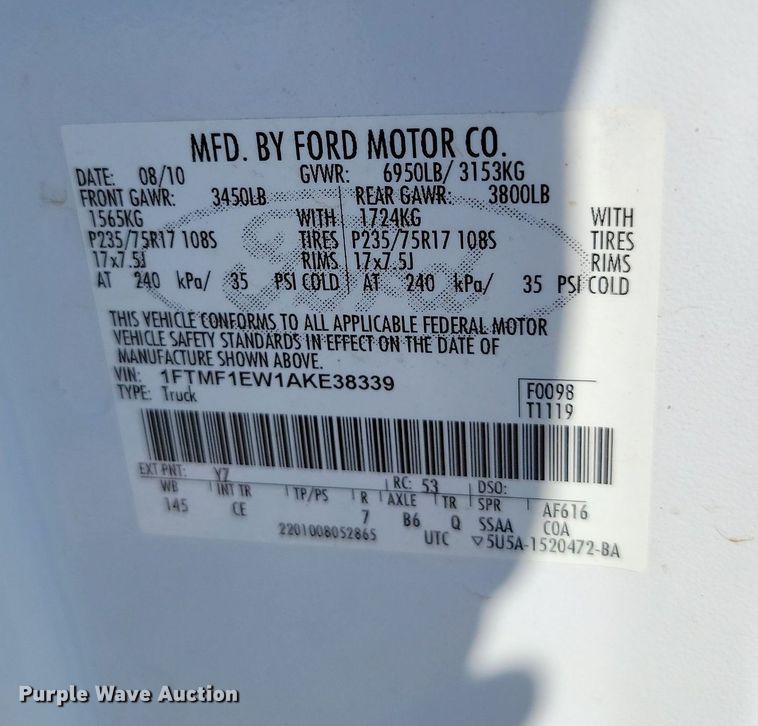 MFD. BY FORD MOTOR CO.
DATE: 08/10 GVWR: 6950LB/ 3153KG
FRONT GAWR: 3450LB REAR GAWR: 3800LB
1565KG WITH 1724KG WITH
P235/75R17 108S TIRES P235/75R17 108S TIRES
17x7.5J RIMS 17x7.5J RIMS
AT 240 kPa/ 35 PSI COLD AT 240 kPa/ 35 PSI COLD
THIS VEHICLE CONFORMS TO ALL APPLICABLE FEDERAL MOTOR
VEHICLE SAFETY STANDARDS IN EFFECT ON THE DATE OF
MANUFACTURE SHOWN ABOVE.
VIN: 1FTMF1EW1AKE38339
TYPE: Truck
F0098
T1119
EXT PNT: YZ RC: 53 DSO:
WB INT TR TP/PS R AXLE TR SPR AF616
145 CE 7 B6 Q SSAA COA
2201008052865 UTC ▽5U5A-1520472-BA
Ford
Purple Wave Auction